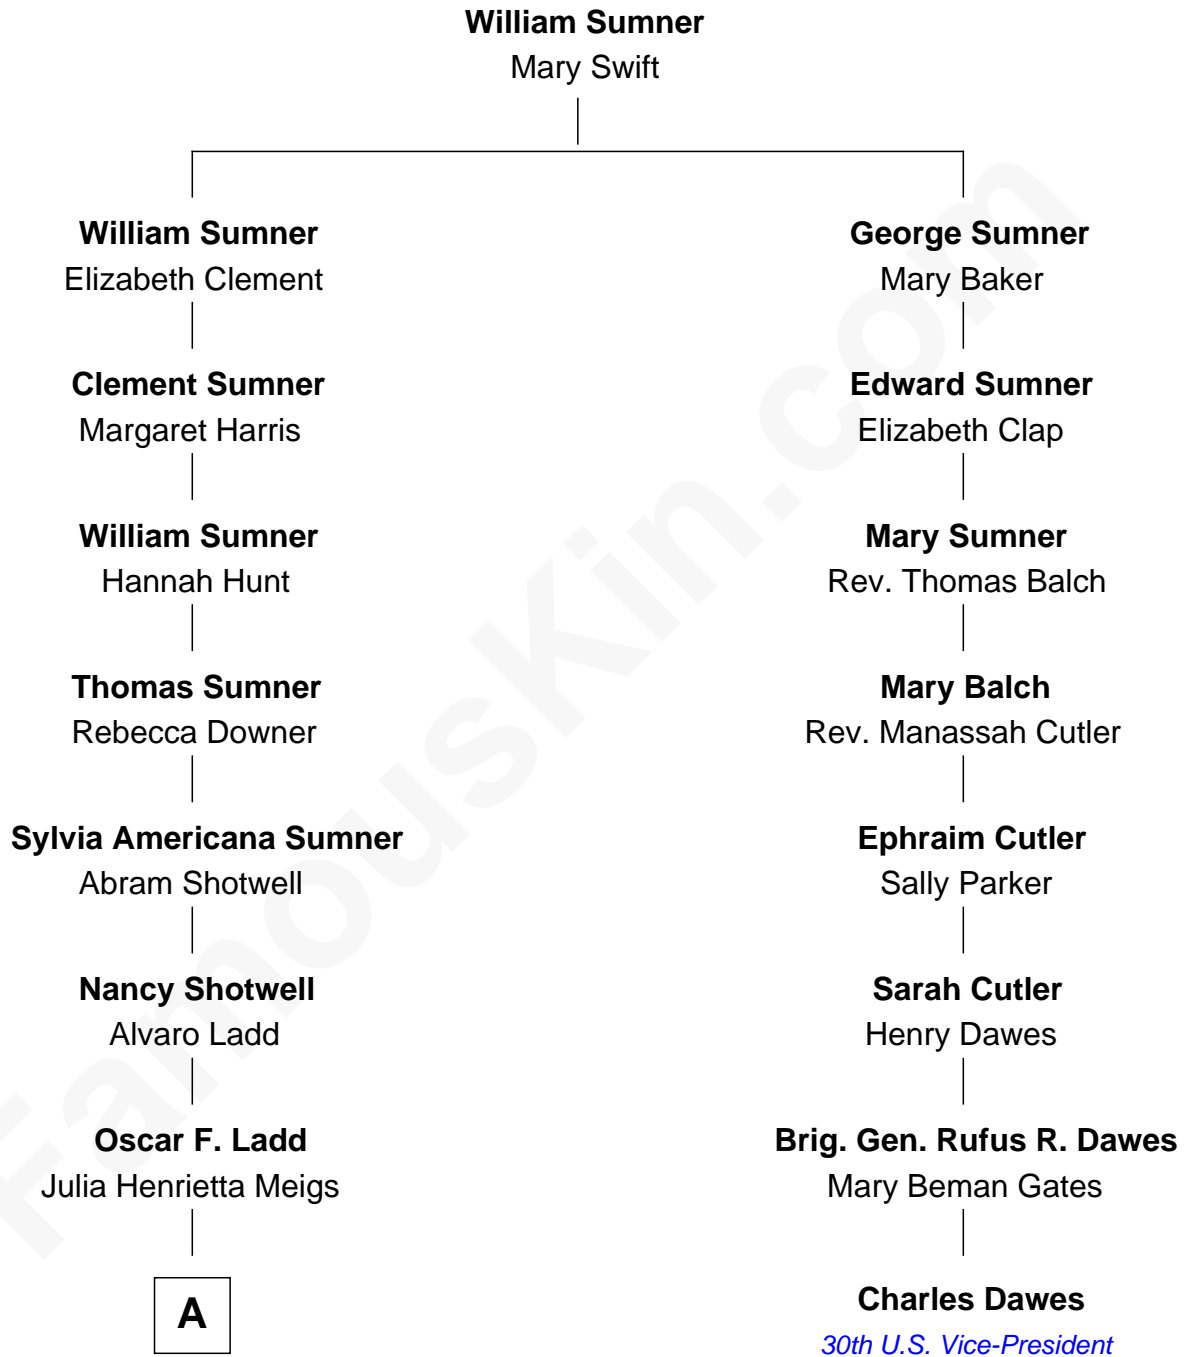 William Sumner
Mary Swift
William Sumner
Elizabeth Clement
George Sumner
Mary Baker
Clement Sumner
Margaret Harris
Edward Sumner
Elizabeth Clap
William Sumner
Hannah Hunt
Mary Sumner
Rev. Thomas Balch
Thomas Sumner
Rebecca Downer
Mary Balch
Rev. Manassah Cutler
Sylvia Americana Sumner
Abram Shotwell
Ephraim Cutler
Sally Parker
Nancy Shotwell
Alvaro Ladd
Sarah Cutler
Henry Dawes
Oscar F. Ladd
Julia Henrietta Meigs
Brig. Gen. Rufus R. Dawes
Mary Beman Gates
A
Charles Dawes
30th U.S. Vice-President
FamousKin.com